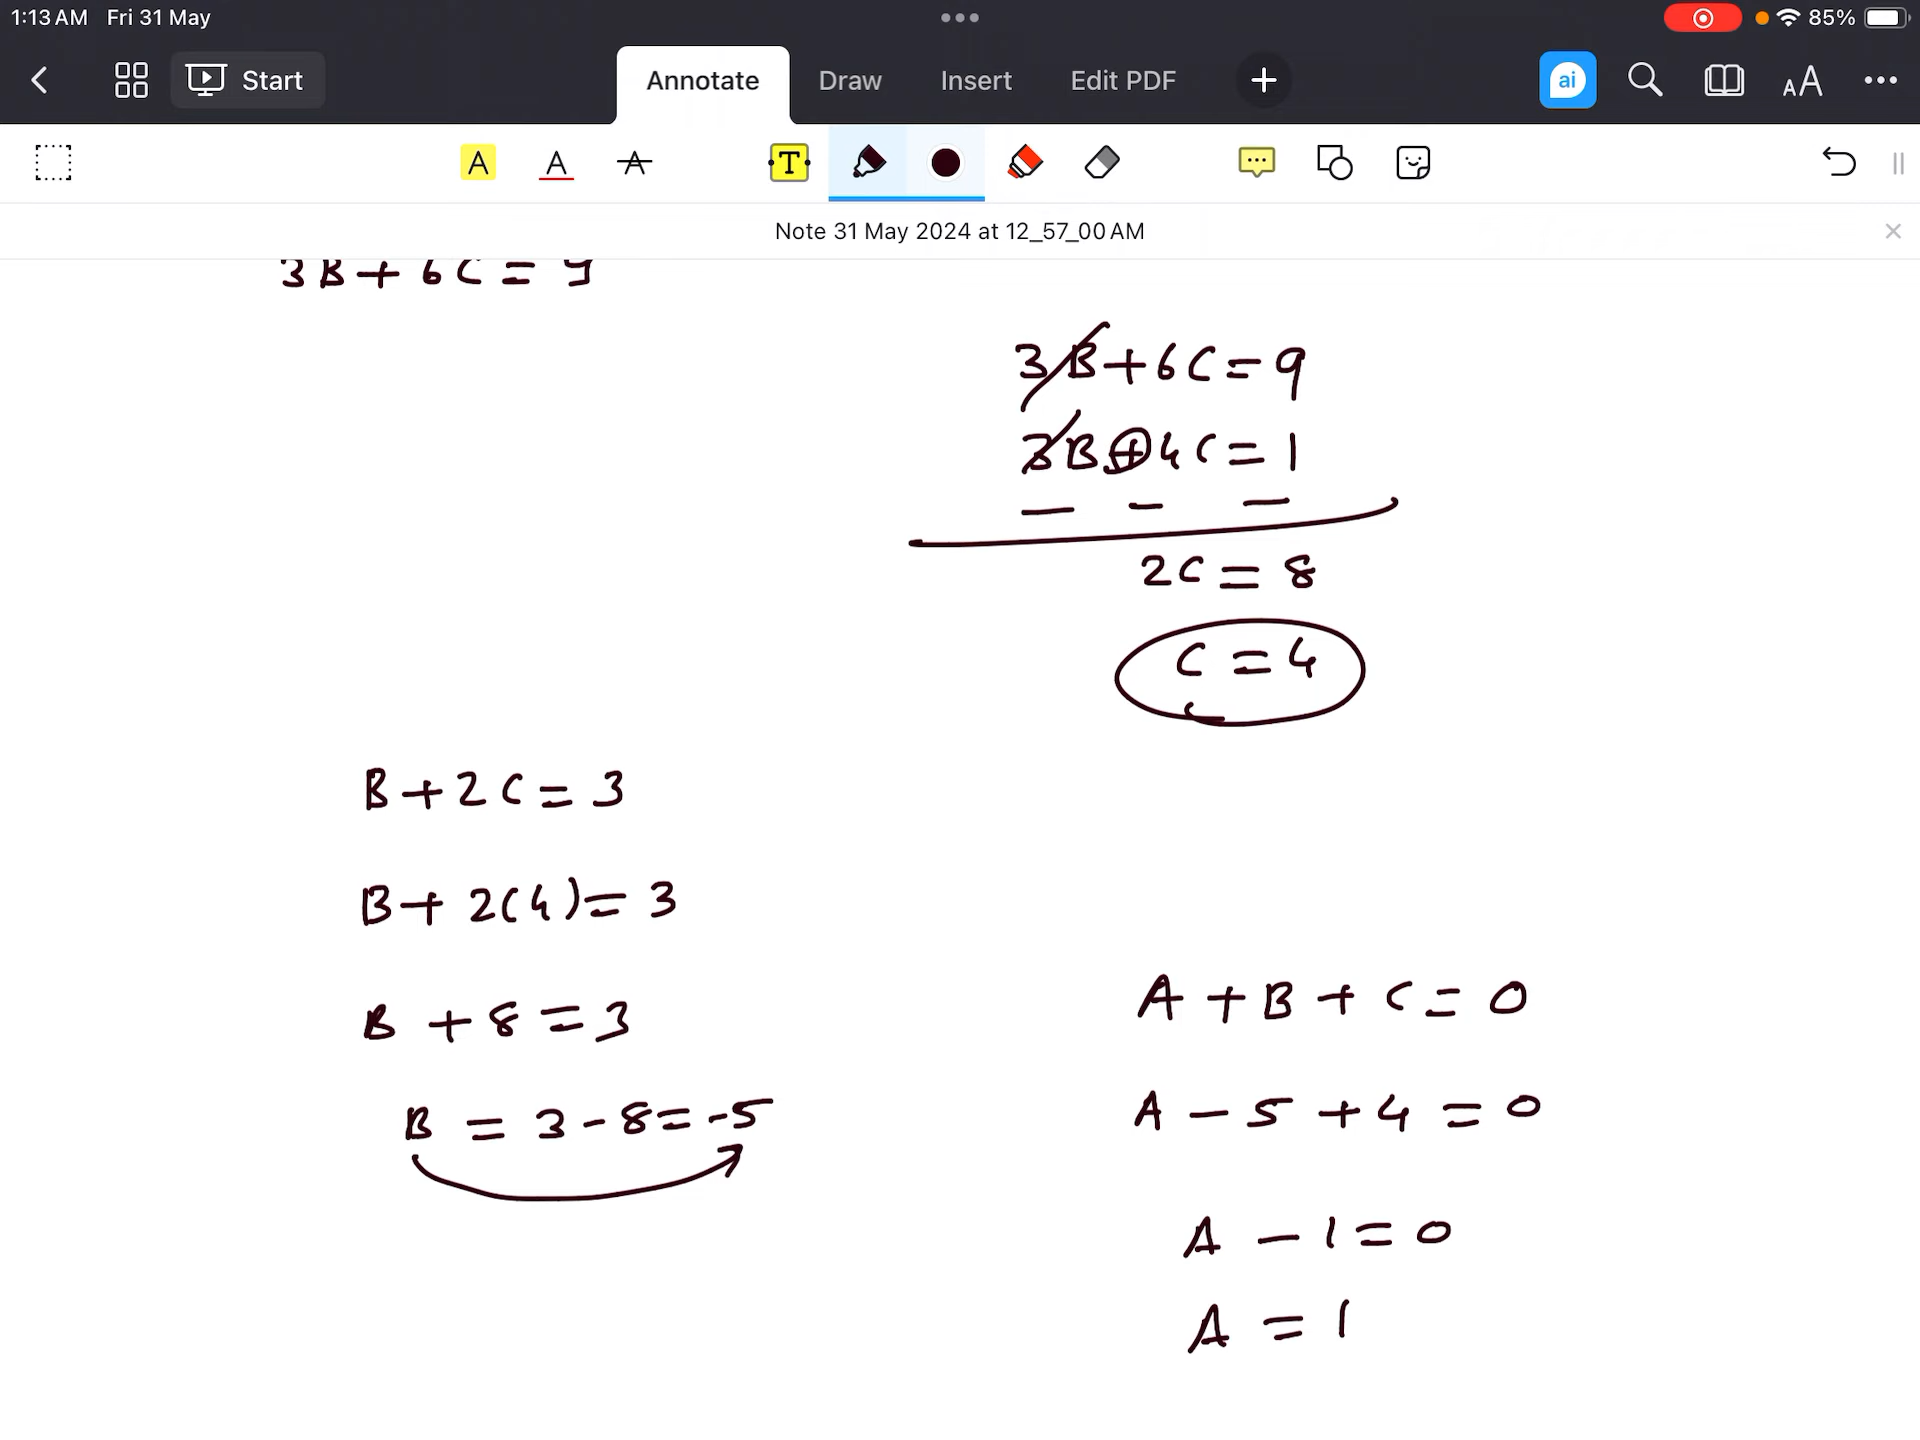 1:13 AM Fri 31 May
85%
Start
Annotate
Draw
Insert
Edit PDF
ai
AA
A A A T
Note 31 May 2024 at 12_57_00 AM
3B + 6C = 9
3B + 6C = 9
3B + 4C = 1
— — —
2C = 8
C = 4
B + 2C = 3
B + 2(4) = 3
B + 8 = 3
B = 3 - 8 = -5
A + B + C = 0
A - 5 + 4 = 0
A - 1 = 0
A = 1